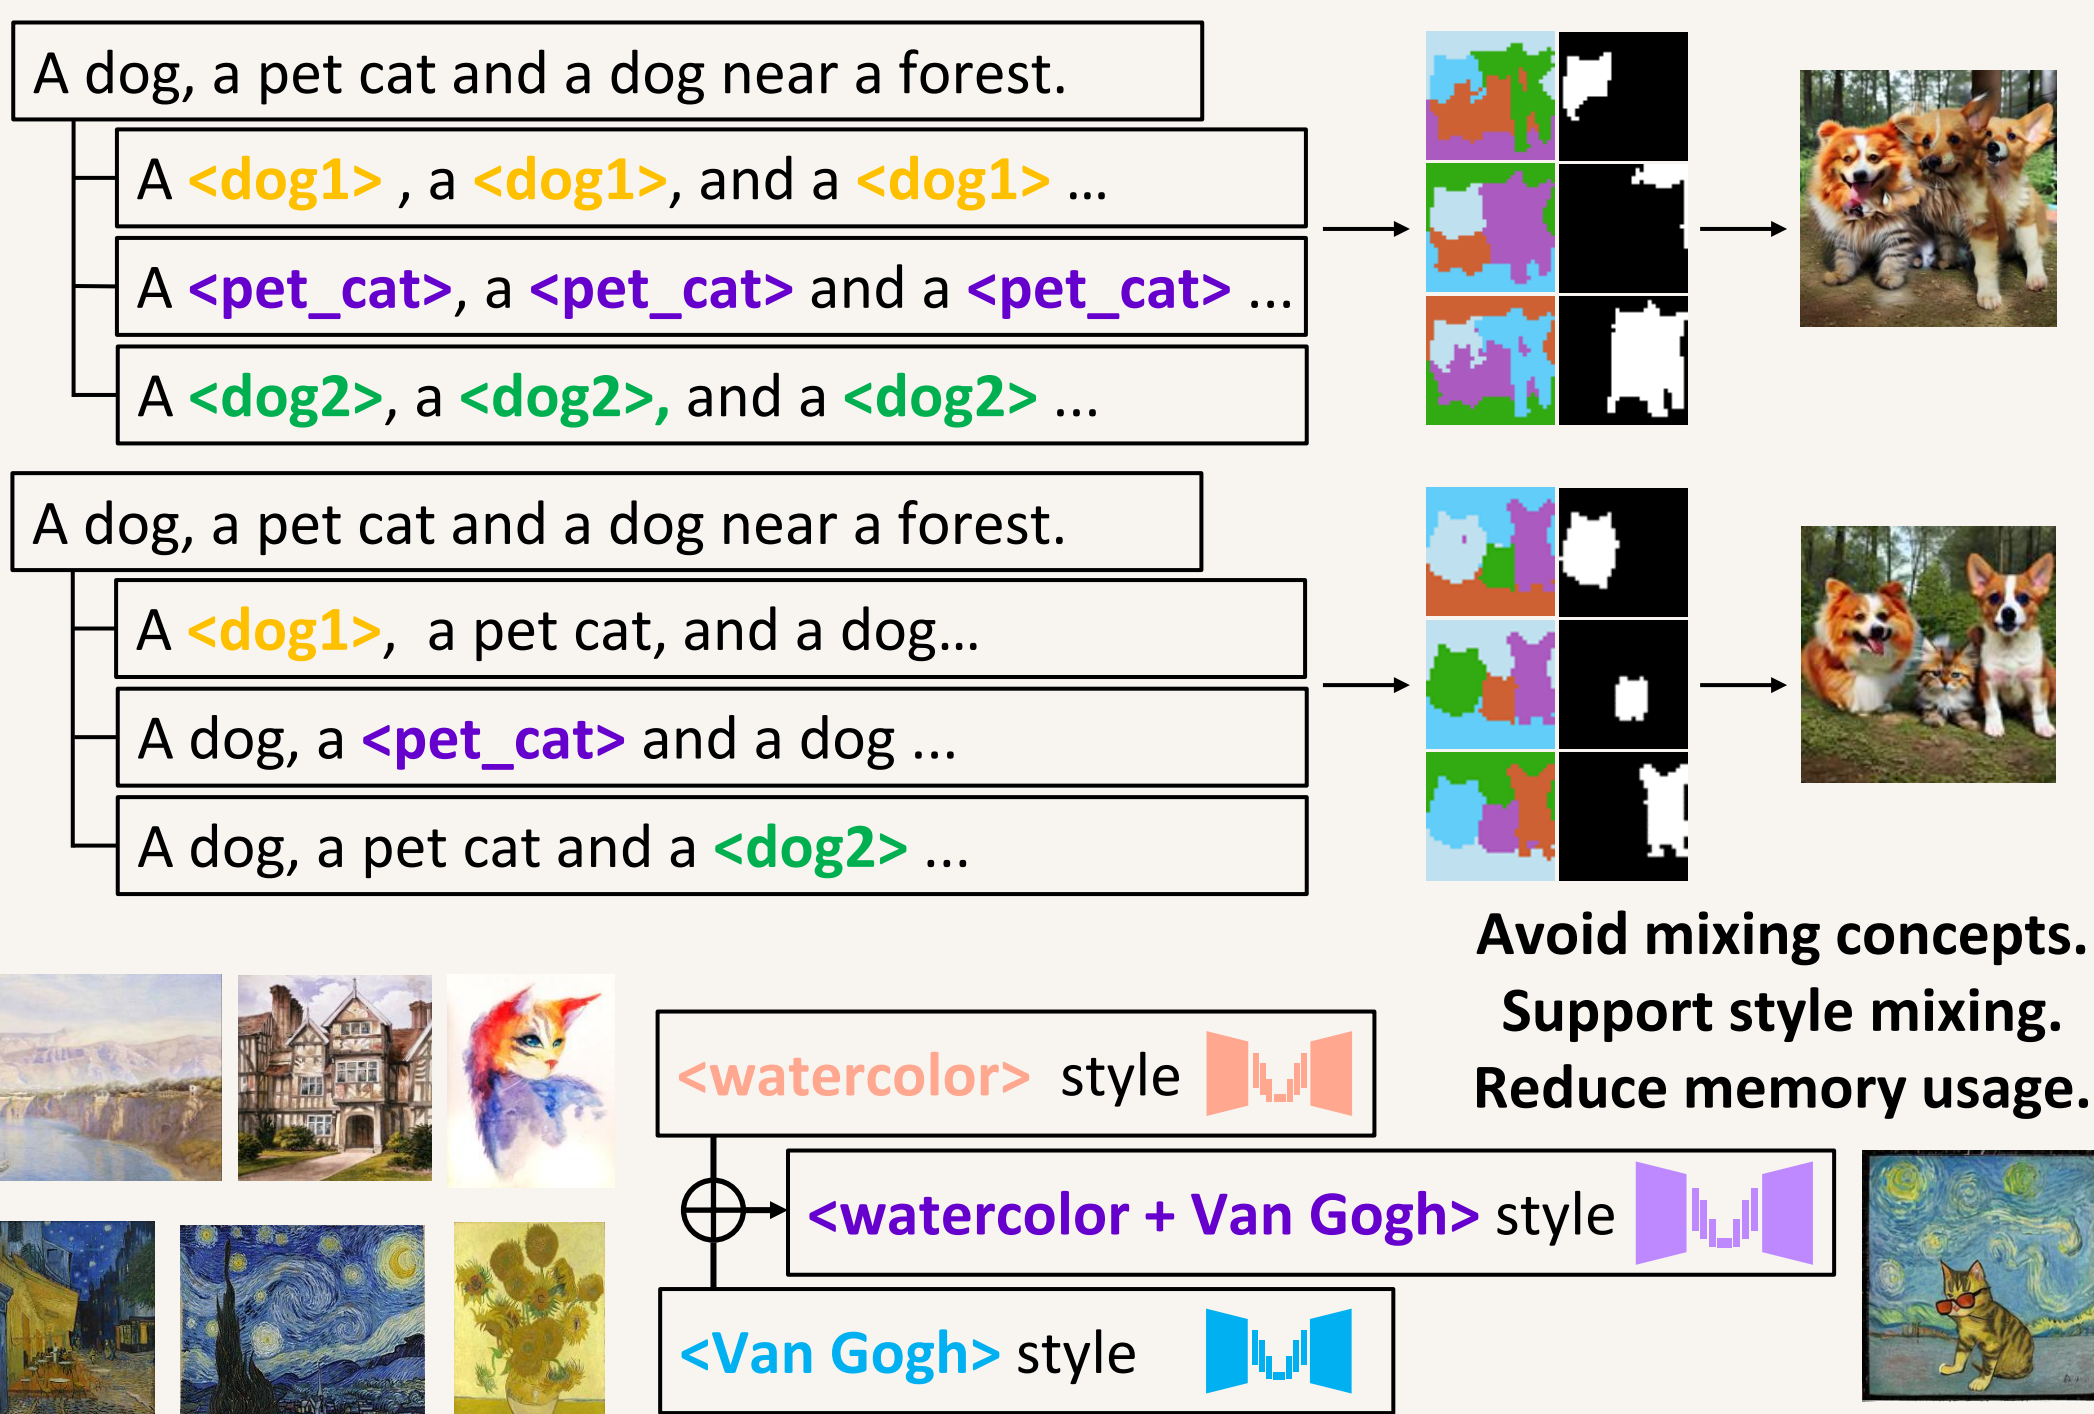 A dog, a pet cat and a dog near a forest.
A <dog1> , a <dog1>, and a <dog1> ...
A <pet_cat>, a <pet_cat> and a <pet_cat> ...
A <dog2>, a <dog2>, and a <dog2> ...
A dog, a pet cat and a dog near a forest.
A <dog1>, a pet cat, and a dog...
A dog, a <pet_cat> and a dog ...
A dog, a pet cat and a <dog2> ...
Avoid mixing concepts.
Support style mixing.
Reduce memory usage.
<watercolor> style
<watercolor + Van Gogh> style
<Van Gogh> style